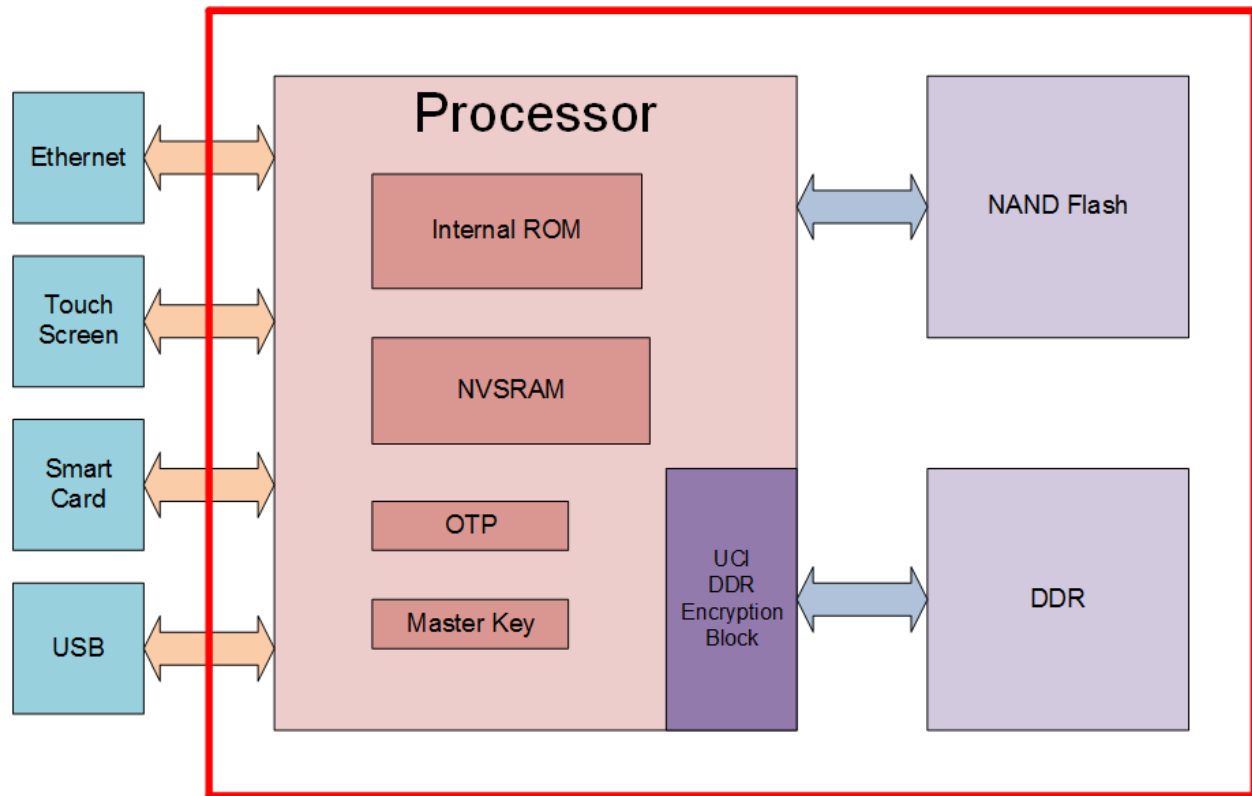 Processor
Ethernet
Internal ROM
NAND Flash
Touch
Screen
NVSRAM
Smart
Card
OTP
UCI
DDR
Encryption
Block
DDR
USB
Master Key